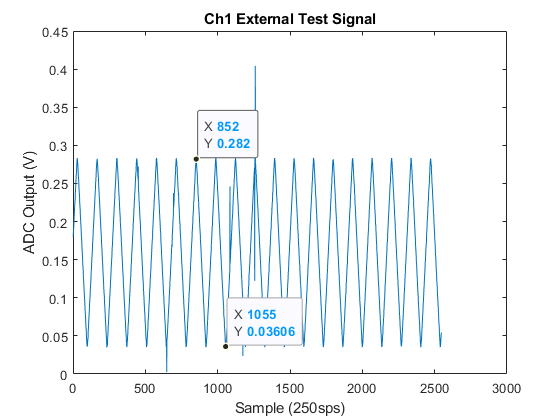 Ch1 External Test Signal
0.45
0.4
0.35
0.3
0.25
0.2
0.15
0.1
0.05
0
ADC Output (V)
X 852
Y 0.282
X 1055
Y 0.03606
0 500 1000 1500 2000 2500 3000
Sample (250sps)